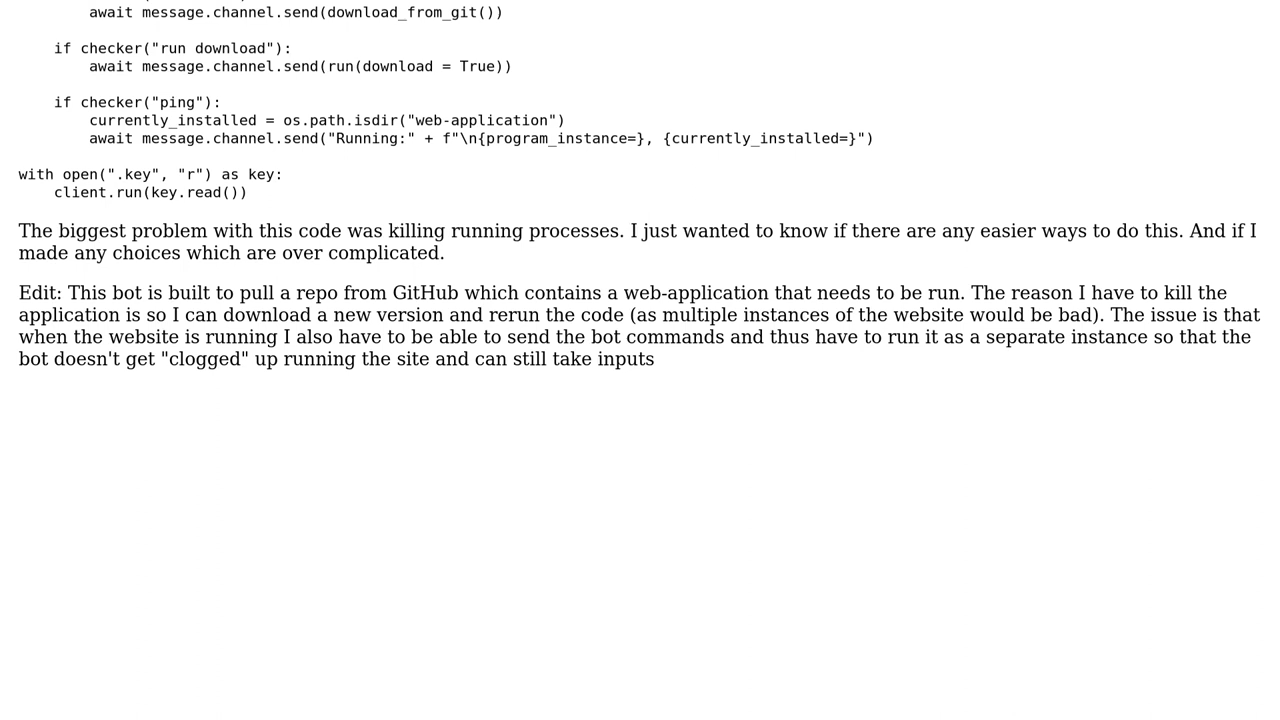 await message.channel.send(download_from_git())
    if checker("run download"):
        await message.channel.send(run(download = True))
    if checker("ping"):
        currently_installed = os.path.isdir("web-application")
        await message.channel.send("Running:" + f"\n{program_instance=}, {currently_installed=}")
with open(".key", "r") as key:
    client.run(key.read())
The biggest problem with this code was killing running processes. I just wanted to know if there are any easier ways to do this. And if I
made any choices which are over complicated.
Edit: This bot is built to pull a repo from GitHub which contains a web-application that needs to be run. The reason I have to kill the
application is so I can download a new version and rerun the code (as multiple instances of the website would be bad). The issue is that
when the website is running I also have to be able to send the bot commands and thus have to run it as a separate instance so that the
bot doesn't get "clogged" up running the site and can still take inputs